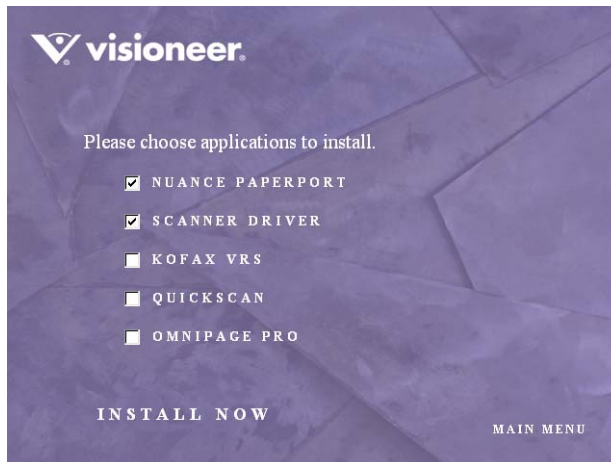 visioneer®
Please choose applications to install.
NUANCE PAPERPORT
SCANNER DRIVER
KOFAX VRS
QUICKSCAN
OMNIPAGE PRO
INSTALL NOW
MAIN MENU